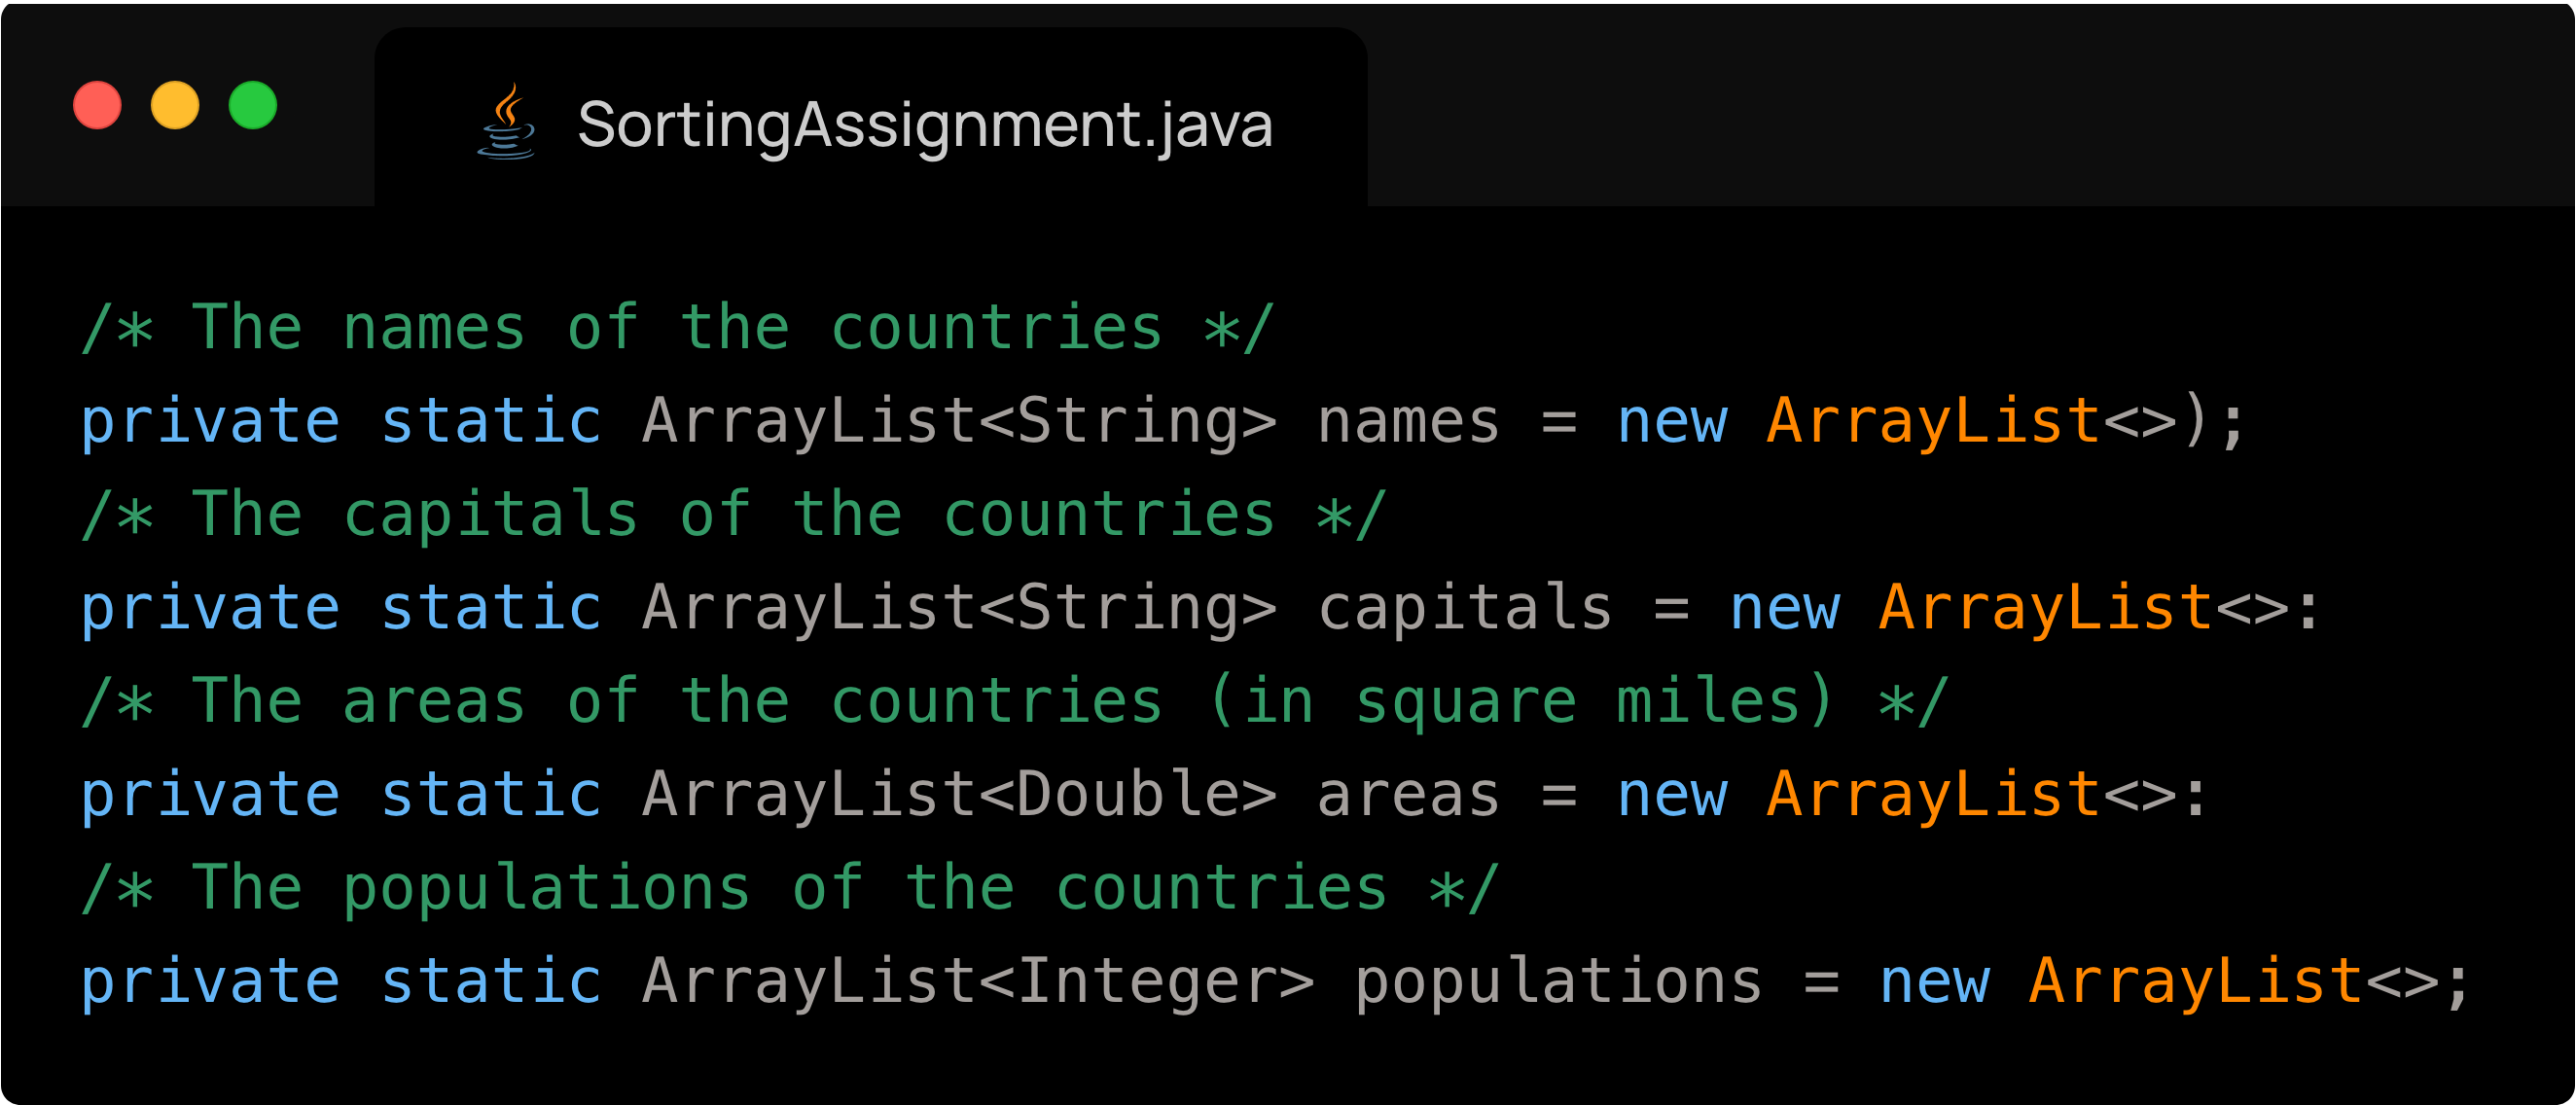 SortingAssignment.java
/* The names of the countries */
private static ArrayList<String> names = new ArrayList<>);
/* The capitals of the countries */
private static ArrayList<String> capitals = new ArrayList<>:
/* The areas of the countries (in square miles) */
private static ArrayList<Double> areas = new ArrayList<>:
/* The populations of the countries */
private static ArrayList<Integer> populations = new ArrayList<>;